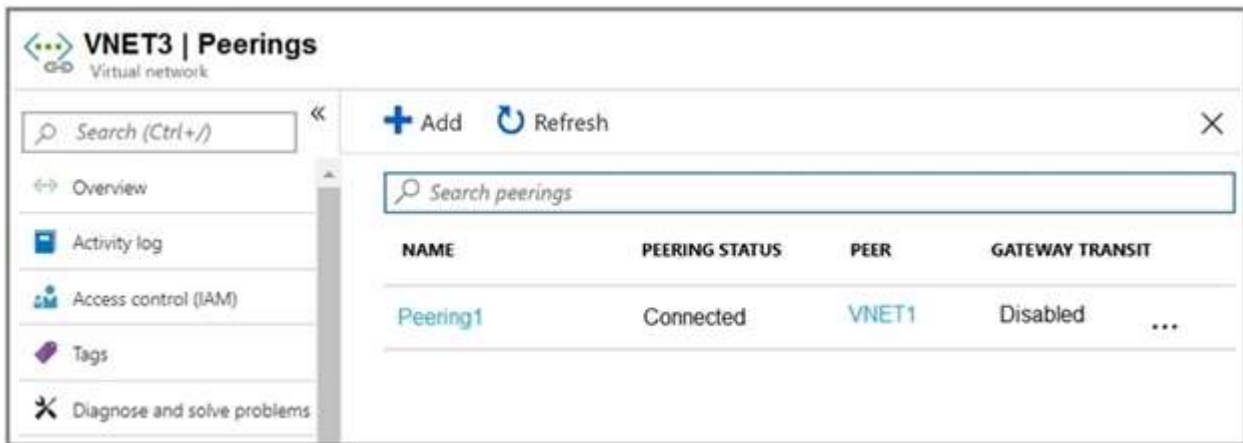 VNET3 | Peerings
Virtual network
Search (Ctrl+/)
«
Add
Refresh
Overview
Activity log
Access control (IAM)
Tags
Diagnose and solve problems
Search peerings
NAME PEERING STATUS PEER GATEWAY TRANSIT
Peering1 Connected VNET1 Disabled ...